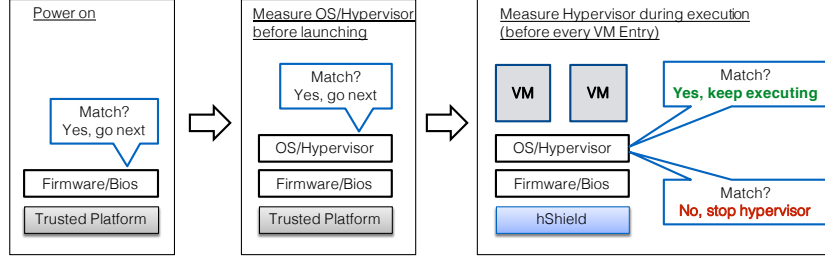 Power on
Match?
Yes, go next
Firmware/Bios
Trusted Platform
Measure OS/Hypervisor
before launching
Match?
Yes, go next
OS/Hypervisor
Firmware/Bios
Trusted Platform
Measure Hypervisor during execution
(before every VM Entry)
VM
VM
Match?
Yes, keep executing
OS/Hypervisor
Firmware/Bios
hShield
Match?
No, stop hypervisor